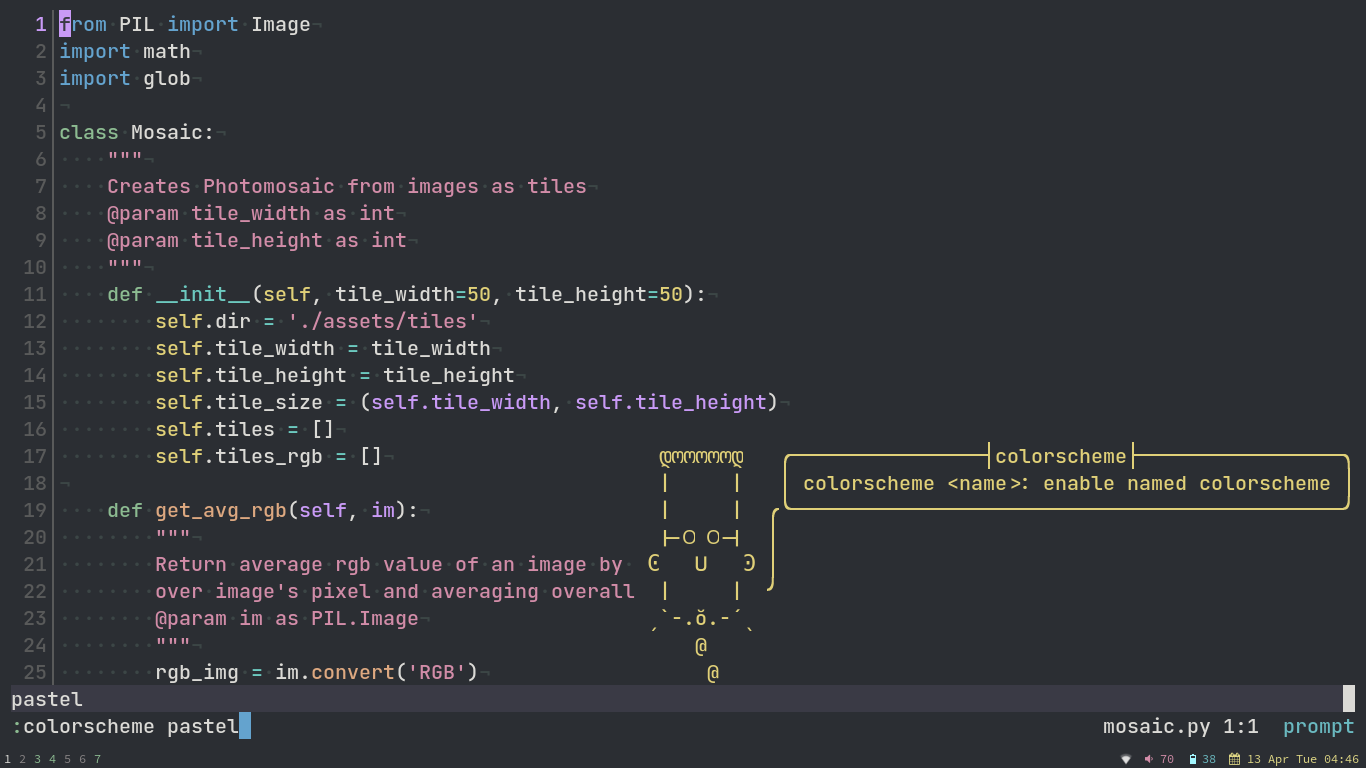 1 from PIL import Image¬
2 import math¬
3 import glob¬
4 ¬
5 class Mosaic:¬
6 ····"""¬
7 ····Creates·Photomosaic·from·images·as·tiles¬
8 ····@param·tile_width·as·int¬
9 ····@param·tile_height·as·int¬
10 ····"""¬
11 ····def·__init__(self,·tile_width=50,·tile_height=50):¬
12 ········self.dir·=·'./assets/tiles'¬
13 ········self.tile_width·=·tile_width¬
14 ········self.tile_height·=·tile_height¬
15 ········self.tile_size·=·(self.tile_width,·self.tile_height)¬
16 ········self.tiles·=·[]¬
17 ········self.tiles_rgb·=·[]¬
18 ¬
19 ····def·get_avg_rgb(self,·im):¬
20 ········"""¬
21 ········Return·average·rgb·value·of·an·image·by
22 ········over·image's·pixel·and·averaging·overall
23 ········@param·im·as·PIL.Image¬
24 ········"""¬
25 ········rgb_img·=·im.convert('RGB')¬
colorscheme
colorscheme <name>: enable named colorscheme
pastel
:colorscheme pastel
mosaic.py 1:1 prompt
1 2 3 4 5 6 7
70 38 13 Apr Tue 04:46